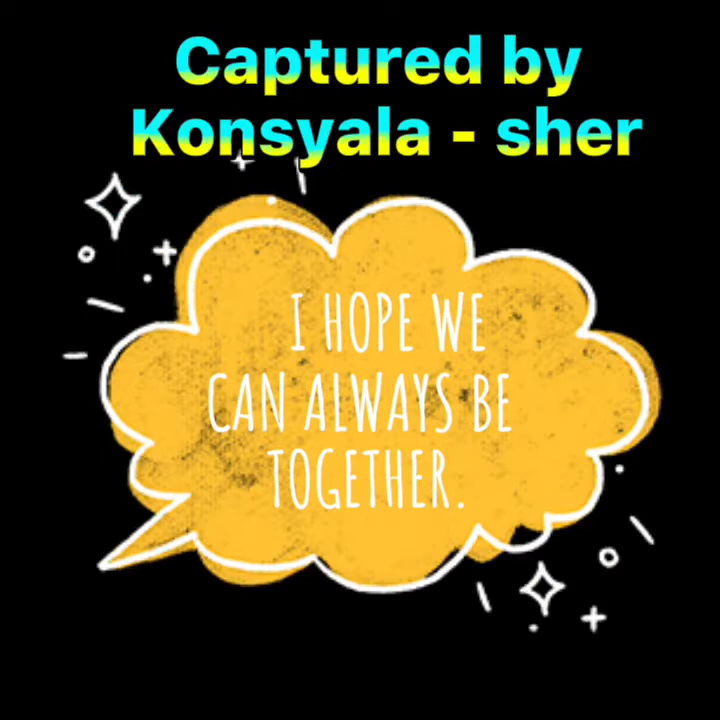 Captured by
Konsyala - sher
I HOPE WE
CAN ALWAYS BE
TOGETHER.